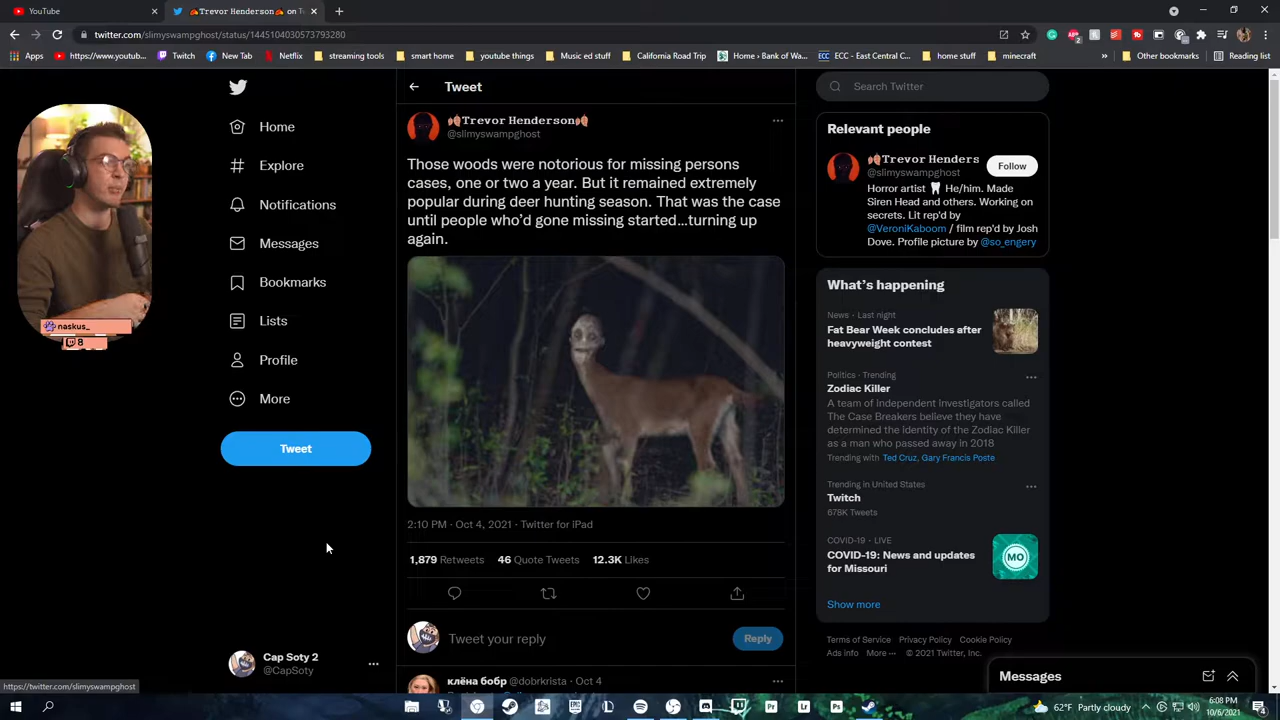 YouTube
🍂Trevor Henderson🍂 on Tw
twitter.com/slimyswampghost/status/1445104030573793280
Apps
https://www.youtub...
Twitch
New Tab
Netflix
streaming tools
smart home
youtube things
Music ed stuff
California Road Trip
Home › Bank of Wa...
ECC - East Central C...
home stuff
minecraft
Other bookmarks
Reading list
naskus_
8
Home
Explore
Notifications
Messages
Bookmarks
Lists
Profile
More
Tweet
Cap Soty 2
@CapSoty
https://twitter.com/slimyswampghost
Tweet
🍂Trevor Henderson🍂
@slimyswampghost
Those woods were notorious for missing persons
cases, one or two a year. But it remained extremely
popular during deer hunting season. That was the case
until people who'd gone missing started...turning up
again.
2:10 PM · Oct 4, 2021 · Twitter for iPad
1,879 Retweets 46 Quote Tweets 12.3K Likes
Tweet your reply
Reply
клёна бобр @dobrkrista · Oct 4
Search Twitter
Relevant people
🍂Trevor Henders
@slimyswampghost
Follow
Horror artist 🦷 He/him. Made
Siren Head and others. Working on
secrets. Lit rep'd by
@VeroniKaboom / film rep'd by Josh
Dove. Profile picture by @so_engery
What's happening
News · Last night
Fat Bear Week concludes after
heavyweight contest
Politics · Trending
Zodiac Killer
A team of independent investigators called
The Case Breakers believe they have
determined the identity of the Zodiac Killer
as a man who passed away in 2018
Trending with Ted Cruz, Gary Francis Poste
Trending in United States
Twitch
678K Tweets
COVID-19 · LIVE
COVID-19: News and updates
for Missouri
MO
Show more
Terms of Service Privacy Policy Cookie Policy
Ads info More ··· © 2021 Twitter, Inc.
Messages
62°F Partly cloudy
6:08 PM
10/6/2021